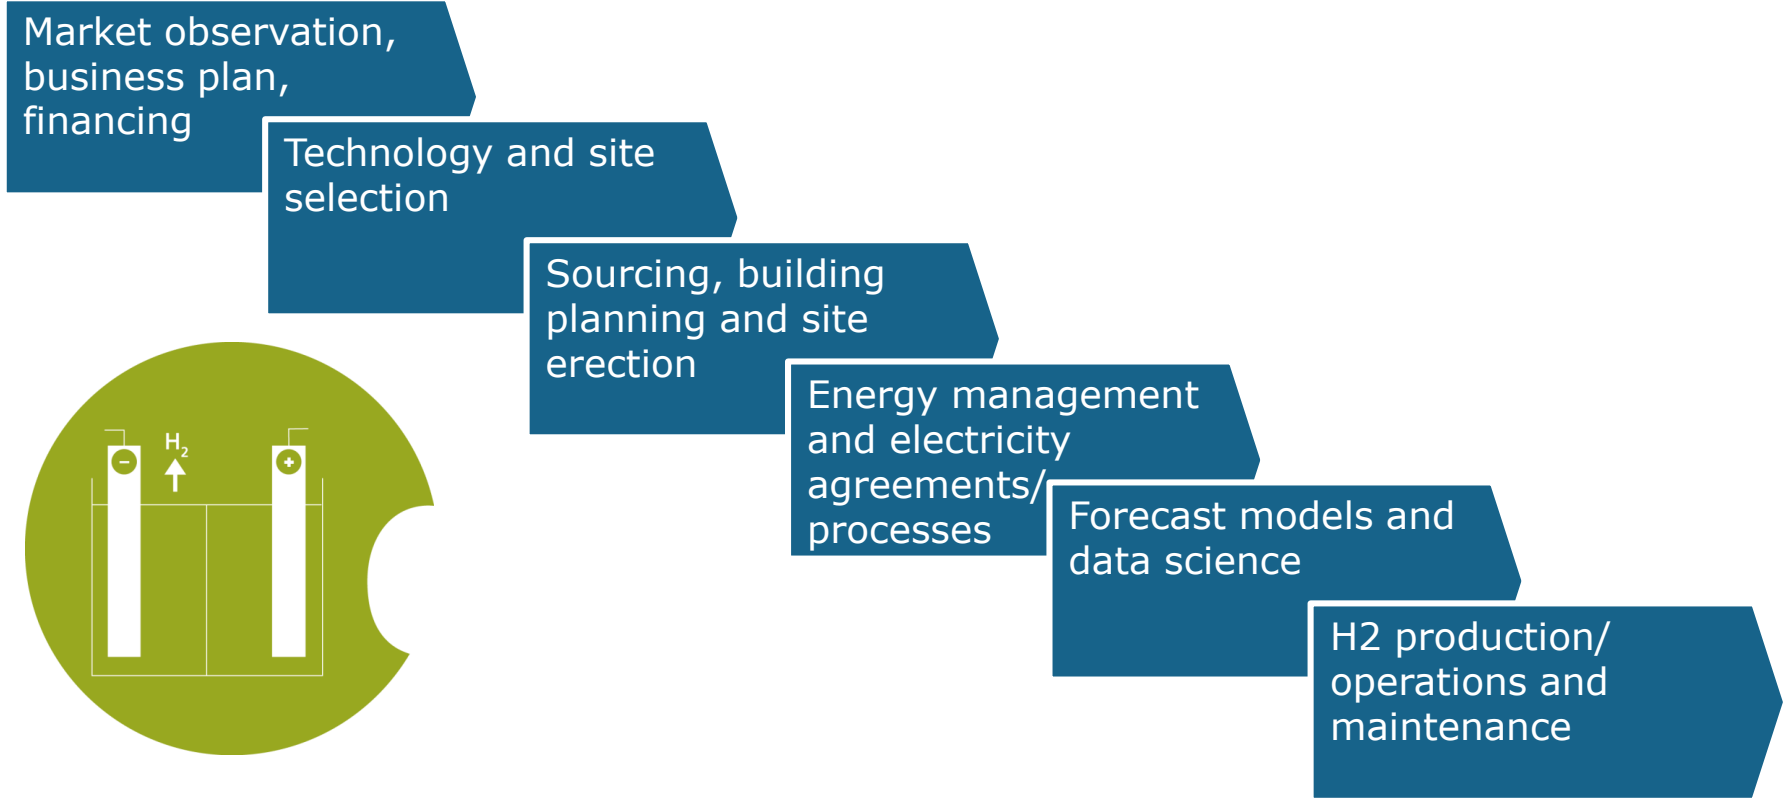 Market observation,
business plan,
financing
Technology and site
selection
Sourcing, building
planning and site
erection
Energy management
and electricity
agreements/
processes
Forecast models and
data science
H2 production/
operations and
maintenance
− H₂ +